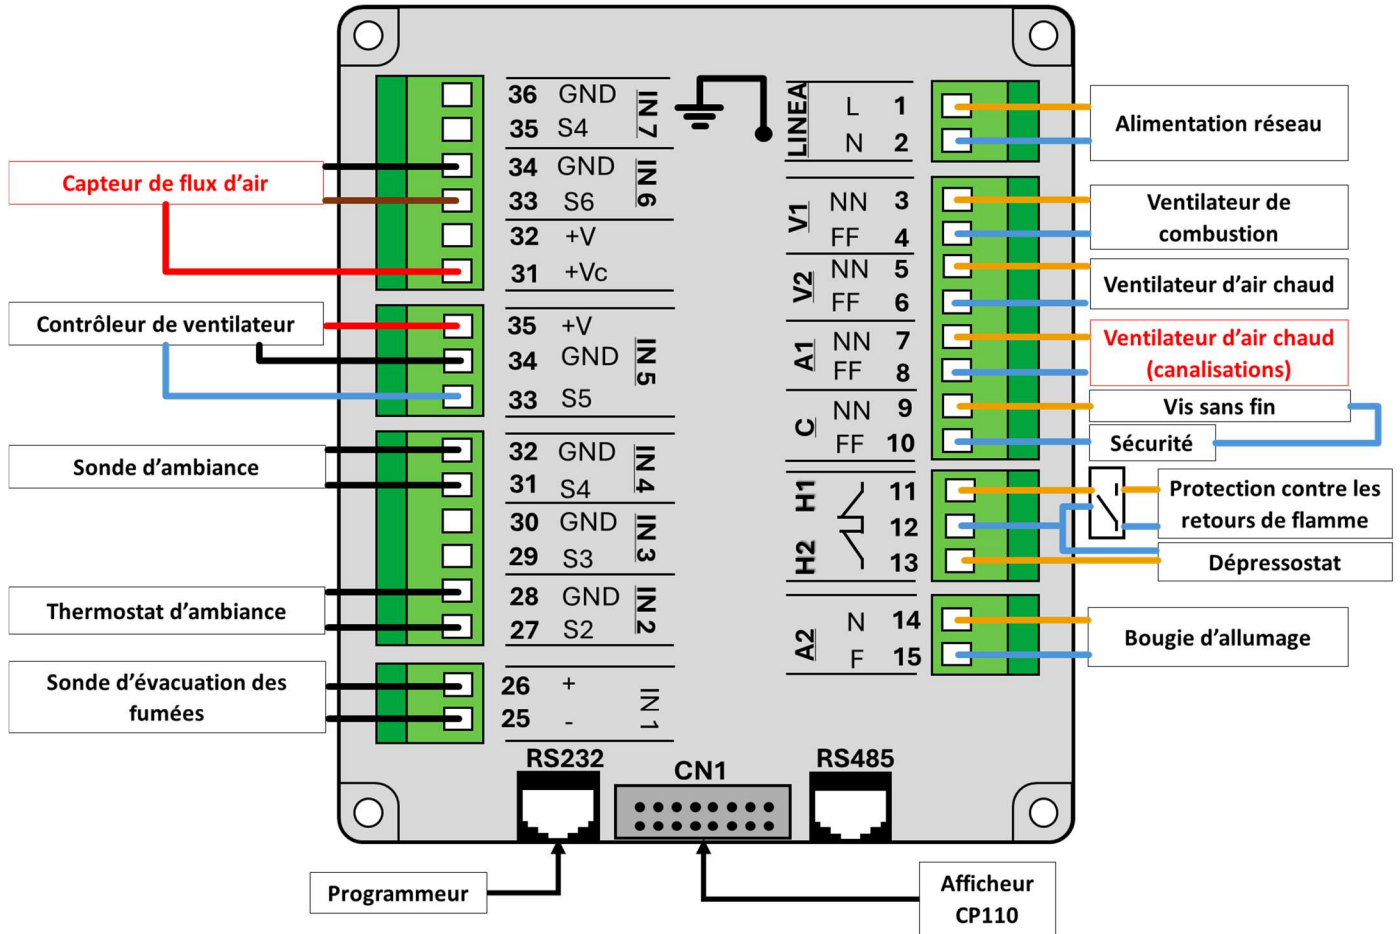 Capteur de flux d'air
Contrôleur de ventilateur
Sonde d'ambiance
Thermostat d'ambiance
Sonde d'évacuation des
fumées
36 GND
35 S4
IN 7
34 GND
33 S6
IN 6
32 +V
31 +Vc
35 +V
34 GND
33 S5
IN 5
32 GND
31 S4
IN 4
30 GND
29 S3
IN 3
28 GND
27 S2
IN 2
26 +
25 -
IN 1
LINEA
L 1
N 2
V1
NN 3
FF 4
V2
NN 5
FF 6
A1
NN 7
FF 8
C
NN 9
FF 10
H1
11
12
H2
13
A2
N 14
F 15
Alimentation réseau
Ventilateur de
combustion
Ventilateur d'air chaud
Ventilateur d'air chaud
(canalisations)
Vis sans fin
Sécurité
Protection contre les
retours de flamme
Dépressostat
Bougie d'allumage
RS232
CN1
RS485
Programmeur
Afficheur
CP110